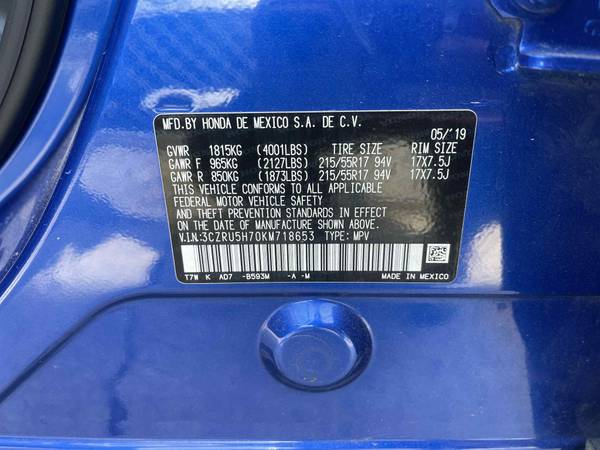 MFD.BY HONDA DE MEXICO S.A. DE C.V.
05/'19
GVWR 1815KG (4001LBS) TIRE SIZE RIM SIZE
GAWR F 965KG (2127LBS) 215/55R17 94V 17X7.5J
GAWR R 850KG (1873LBS) 215/55R17 94V 17X7.5J
THIS VEHICLE CONFORMS TO ALL APPLICABLE
FEDERAL MOTOR VEHICLE SAFETY
AND THEFT PREVENTION STANDARDS IN EFFECT
ON THE DATE OF MANUFACTURE SHOWN ABOVE.
V.I.N:3CZRU5H70KM718653 TYPE: MPV
T7W K AD7 -B593M -A -M MADE IN MEXICO